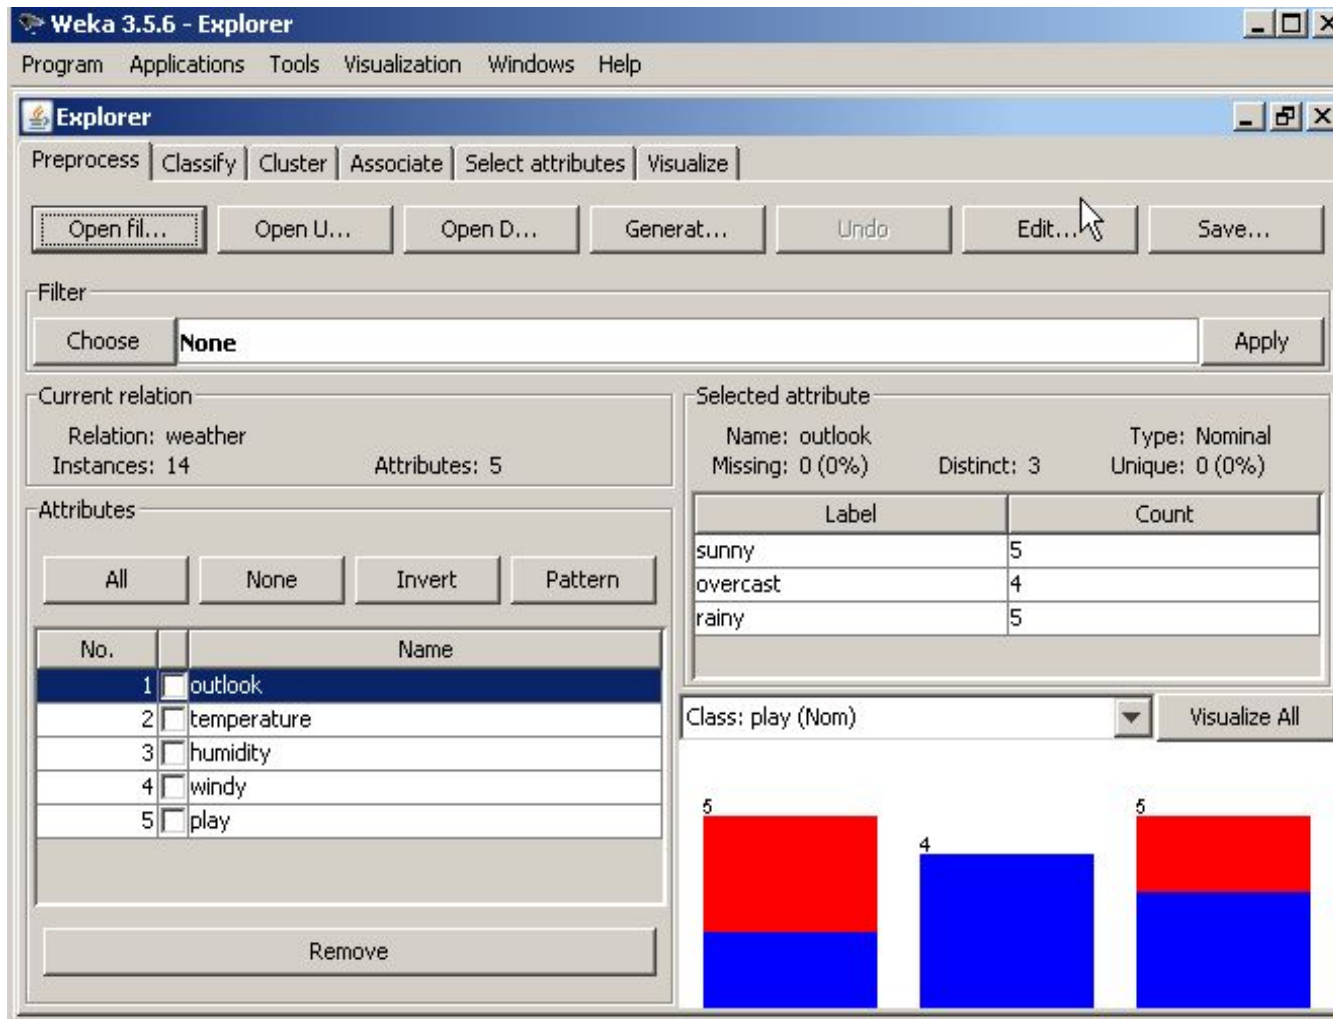 Weka 3.5.6 - Explorer
Program Applications Tools Visualization Windows Help
Explorer
Preprocess Classify Cluster Associate Select attributes Visualize
Open fil... Open U... Open D... Generat... Undo Edit... Save...
Filter
Choose None Apply
Current relation
Relation: weather
Instances: 14 Attributes: 5
Attributes
All None Invert Pattern
No. Name
1 outlook
2 temperature
3 humidity
4 windy
5 play
Remove
Selected attribute
Name: outlook Type: Nominal
Missing: 0 (0%) Distinct: 3 Unique: 0 (0%)
Label Count
sunny 5
overcast 4
rainy 5
Class: play (Nom) Visualize All
5 4 5